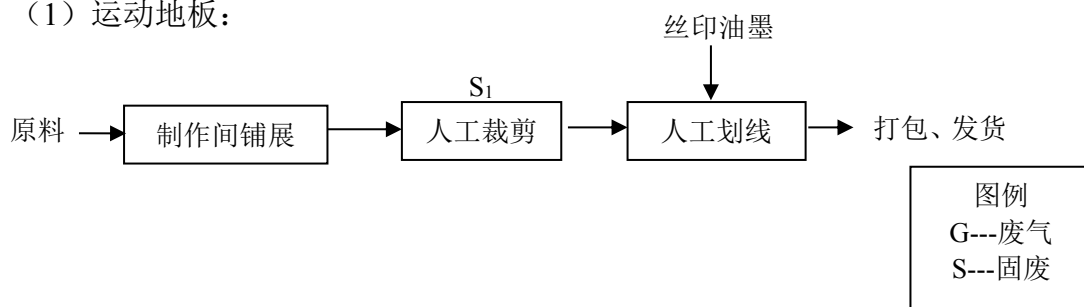 （1）运动地板：
丝印油墨
S₁
原料
制作间铺展
人工裁剪
人工划线
打包、发货
图例
G---废气
S---固废